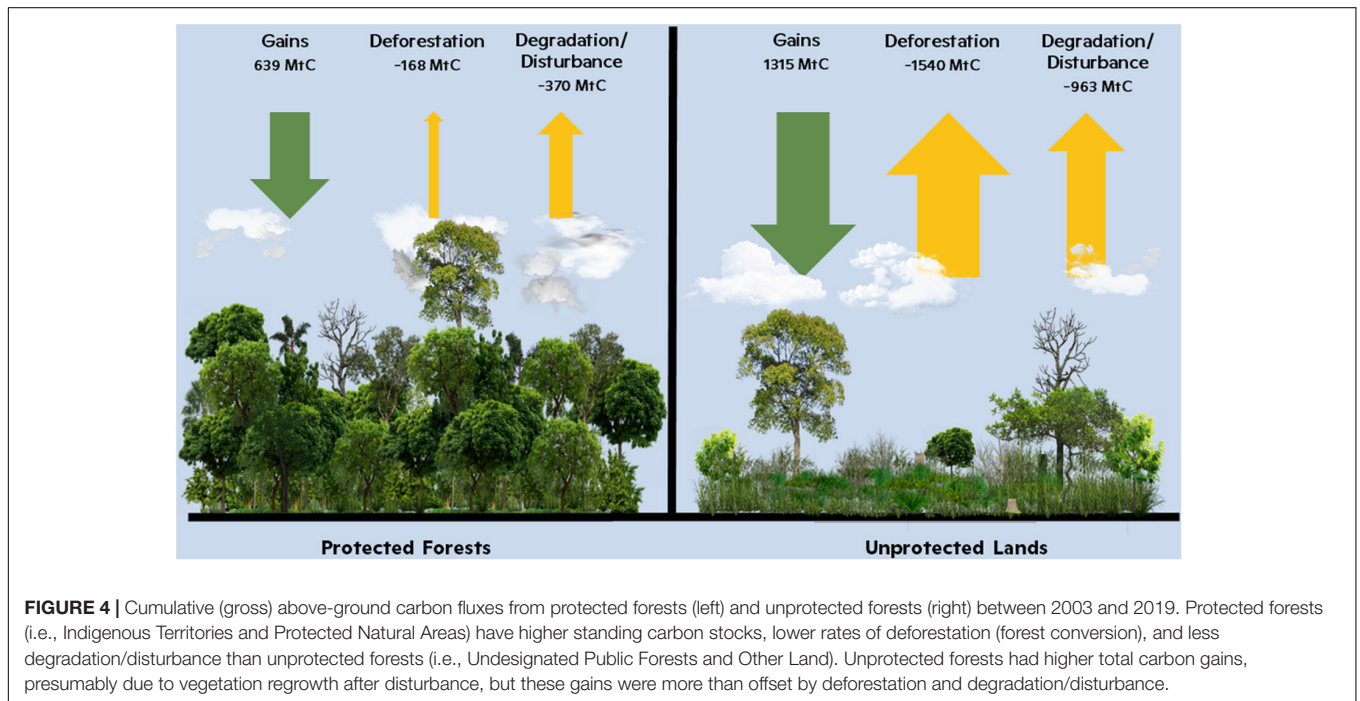 Gains
639 MtC
Deforestation
-168 MtC
Degradation/
Disturbance
-370 MtC
Gains
1315 MtC
Deforestation
-1540 MtC
Degradation/
Disturbance
-963 MtC
Protected Forests
Unprotected Lands
FIGURE 4 | Cumulative (gross) above-ground carbon fluxes from protected forests (left) and unprotected forests (right) between 2003 and 2019. Protected forests
(i.e., Indigenous Territories and Protected Natural Areas) have higher standing carbon stocks, lower rates of deforestation (forest conversion), and less
degradation/disturbance than unprotected forests (i.e., Undesignated Public Forests and Other Land). Unprotected forests had higher total carbon gains,
presumably due to vegetation regrowth after disturbance, but these gains were more than offset by deforestation and degradation/disturbance.